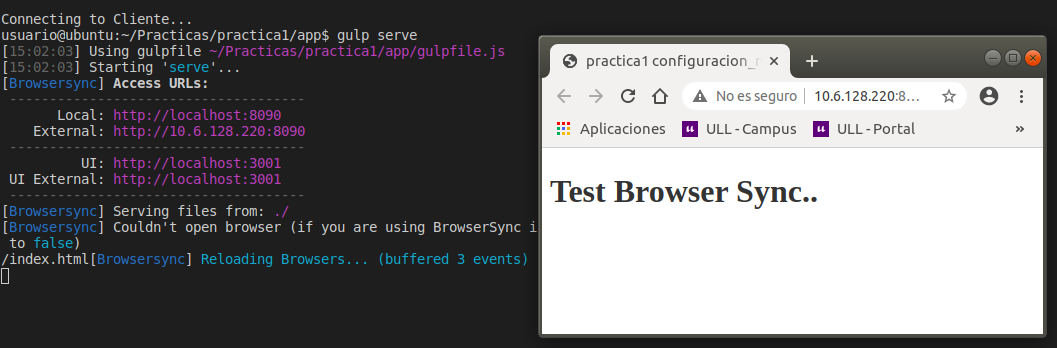 Connecting to Cliente...
usuario@ubuntu:~/Practicas/practica1/app$ gulp serve
[15:02:03] Using gulpfile ~/Practicas/practica1/app/gulpfile.js
[15:02:03] Starting 'serve'...
[Browsersync] Access URLs:
-------------------------------------
Local: http://localhost:8090
External: http://10.6.128.220:8090
-------------------------------------
UI: http://localhost:3001
UI External: http://localhost:3001
-------------------------------------
[Browsersync] Serving files from: ./
[Browsersync] Couldn't open browser (if you are using BrowserSync i
to false)
/index.html[Browsersync] Reloading Browsers... (buffered 3 events)
practica1 configuracion_
No es seguro | 10.6.128.220:8...
Aplicaciones ULL - Campus ULL - Portal »
Test Browser Sync..